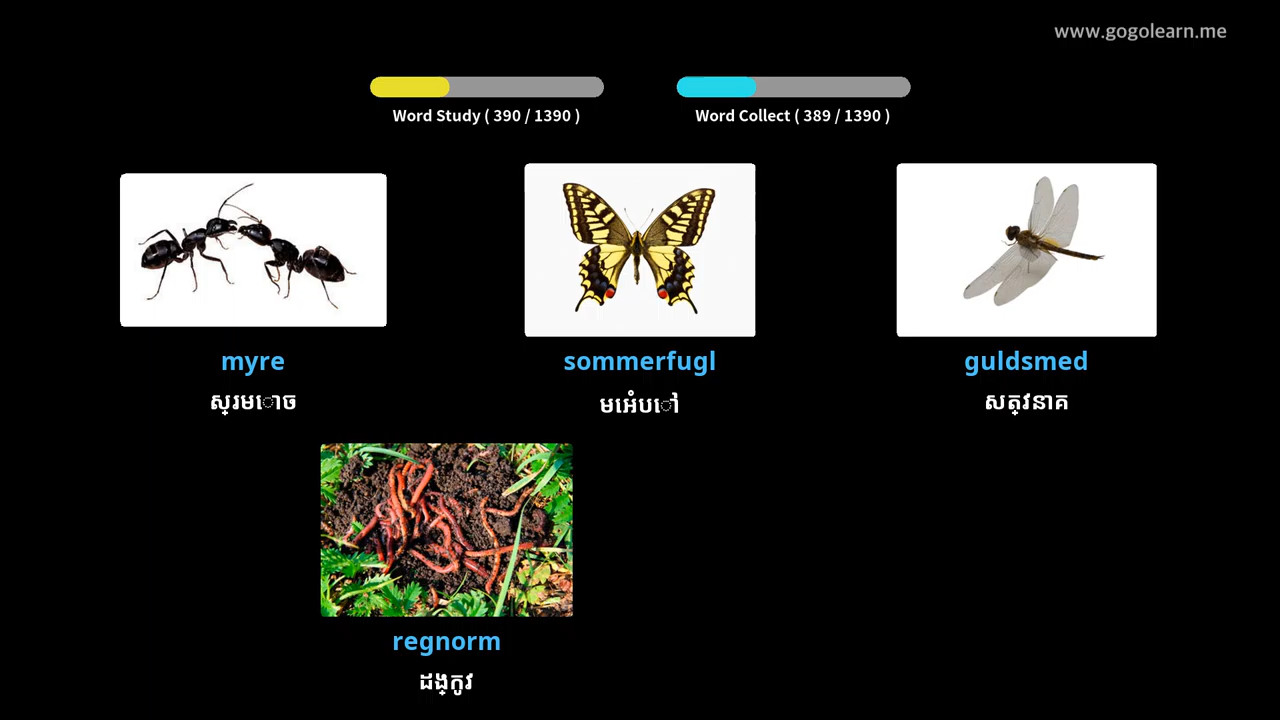 www.gogolearn.me
Word Study ( 390 / 1390 )
Word Collect ( 389 / 1390 )
myre
sommerfugl
guldsmed
ស្រមោច
មេអំបៅ
សត្វនាគ
regnorm
ដង្កូវ